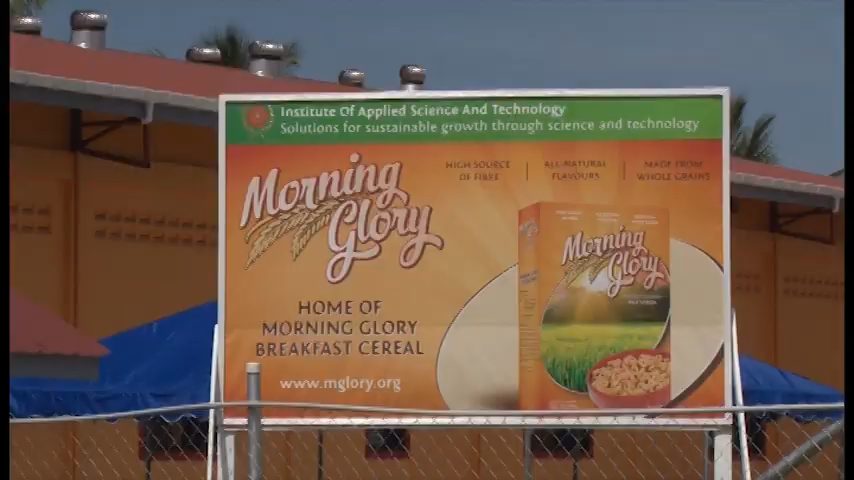 Institute Of Applied Science And Technology
Solutions for sustainable growth through science and technology
Morning
Glory
HIGH SOURCE
OF FIBRE
ALL-NATURAL
FLAVOURS
MADE FROM
WHOLE GRAINS
HOME OF
MORNING GLORY
BREAKFAST CEREAL
www.mglory.org
Morning
Glory